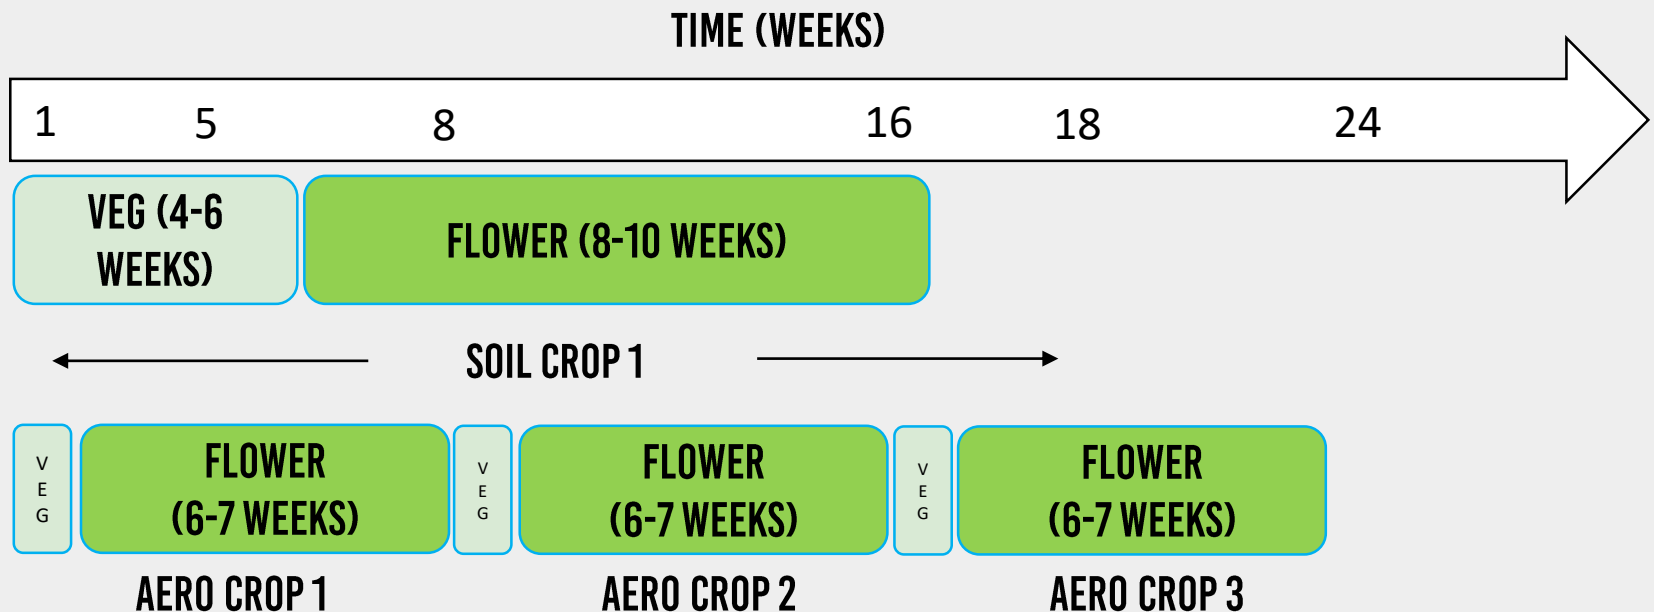 TIME (WEEKS)
1 5 8 16 18 24
VEG (4-6
WEEKS)
FLOWER (8-10 WEEKS)
SOIL CROP 1
V
E
G
FLOWER
(6-7 WEEKS)
V
E
G
FLOWER
(6-7 WEEKS)
V
E
G
FLOWER
(6-7 WEEKS)
AERO CROP 1
AERO CROP 2
AERO CROP 3